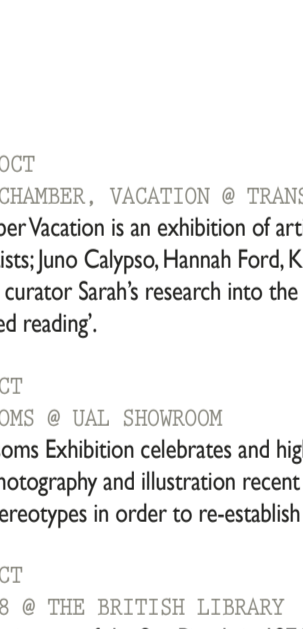 OCT
CHAMBER, VACATION @ TRANS
ber Vacation is an exhibition of arti
ists; Juno Calypso, Hannah Ford, K
curator Sarah's research into the
ed reading'.
CT
OMS @ UAL SHOWROOM
oms Exhibition celebrates and high
hotography and illustration recent
ereotypes in order to re-establish
CT
8 @ THE BRITISH LIBRARY